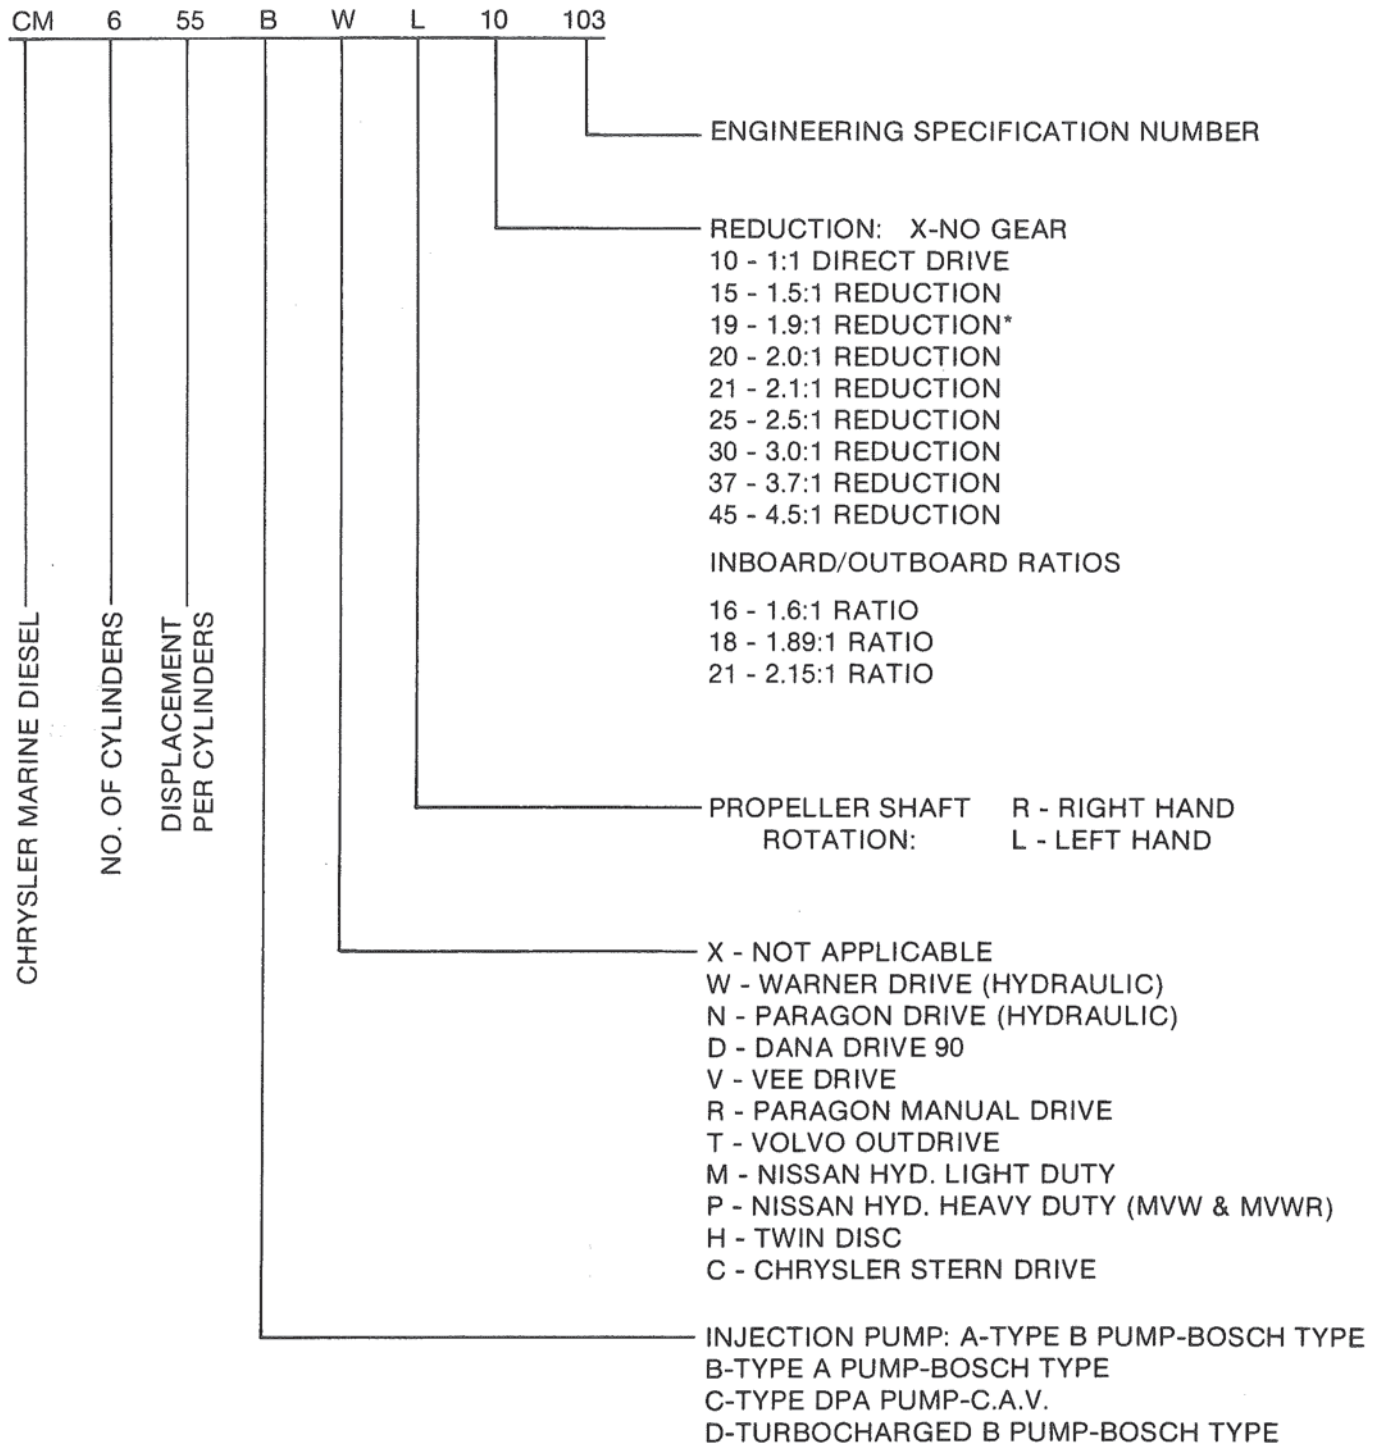 CM 6 55 B W L 10 103
ENGINEERING SPECIFICATION NUMBER
REDUCTION: X-NO GEAR
10 - 1:1 DIRECT DRIVE
15 - 1.5:1 REDUCTION
19 - 1.9:1 REDUCTION*
20 - 2.0:1 REDUCTION
21 - 2.1:1 REDUCTION
25 - 2.5:1 REDUCTION
30 - 3.0:1 REDUCTION
37 - 3.7:1 REDUCTION
45 - 4.5:1 REDUCTION
INBOARD/OUTBOARD RATIOS
16 - 1.6:1 RATIO
18 - 1.89:1 RATIO
21 - 2.15:1 RATIO
CHRYSLER MARINE DIESEL
NO. OF CYLINDERS
DISPLACEMENT
PER CYLINDERS
PROPELLER SHAFT R - RIGHT HAND
ROTATION: L - LEFT HAND
X - NOT APPLICABLE
W - WARNER DRIVE (HYDRAULIC)
N - PARAGON DRIVE (HYDRAULIC)
D - DANA DRIVE 90
V - VEE DRIVE
R - PARAGON MANUAL DRIVE
T - VOLVO OUTDRIVE
M - NISSAN HYD. LIGHT DUTY
P - NISSAN HYD. HEAVY DUTY (MVW & MVWR)
H - TWIN DISC
C - CHRYSLER STERN DRIVE
INJECTION PUMP: A-TYPE B PUMP-BOSCH TYPE
B-TYPE A PUMP-BOSCH TYPE
C-TYPE DPA PUMP-C.A.V.
D-TURBOCHARGED B PUMP-BOSCH TYPE